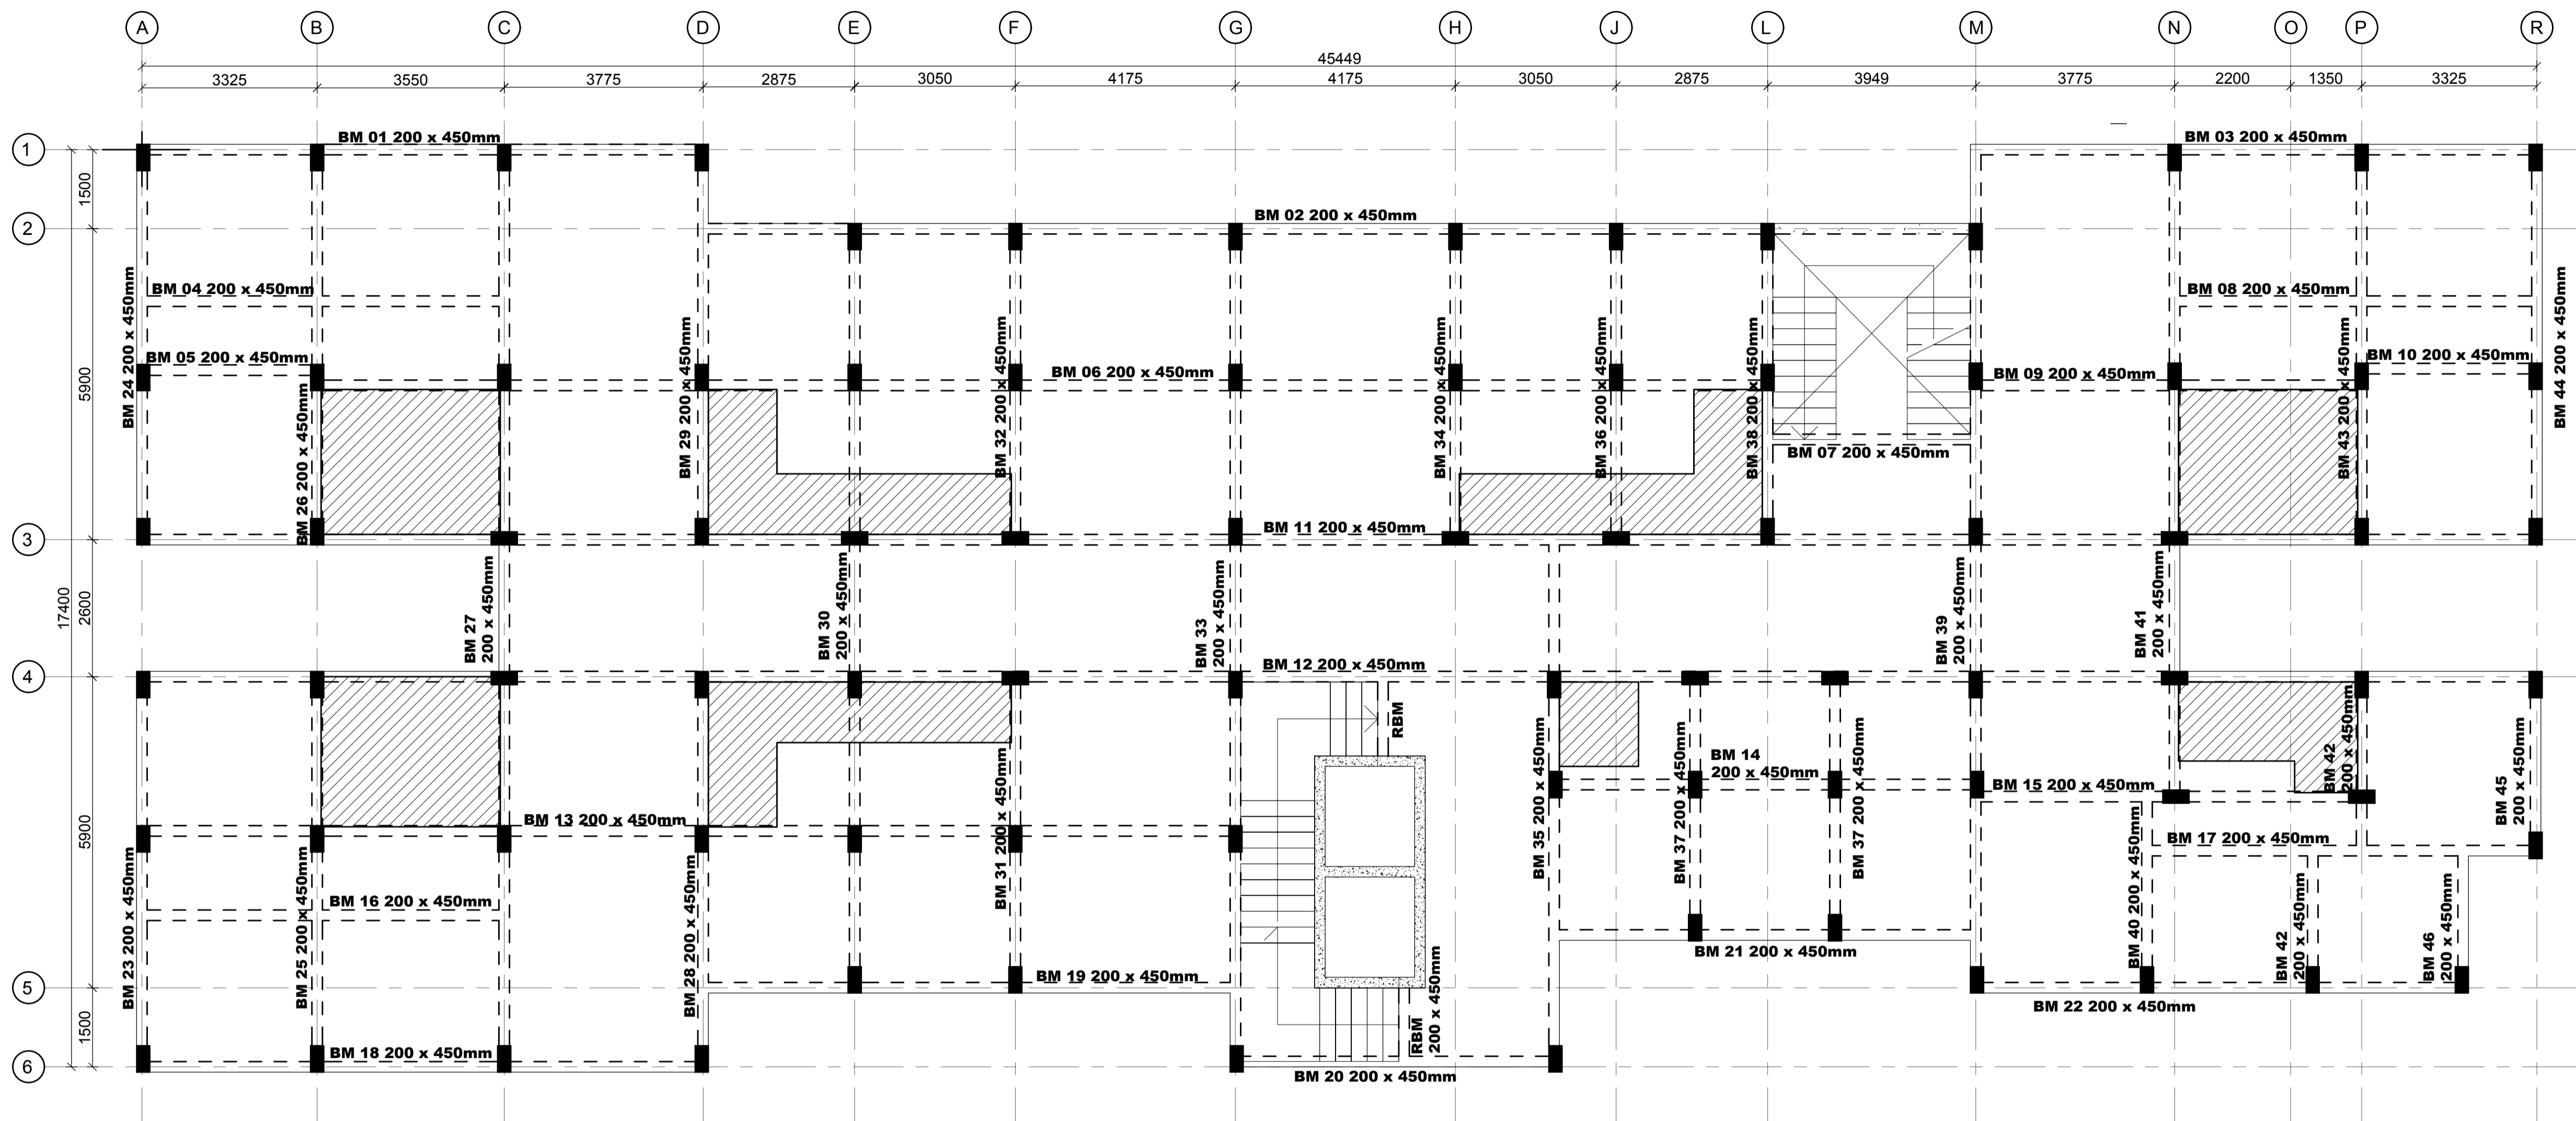 A B C D E F G H J L M N O P R
45449
3325 3550 3775 2875 3050 4175 4175 3050 2875 3949 3775 2200 1350 3325
BM 01 200 x 450mm
BM 03 200 x 450mm
1
1500
BM 02 200 x 450mm
2
BM 04 200 x 450mm
BM 08 200 x 450mm
BM 24 200 x 450mm
BM 05 200 x 450mm
BM 26 200 x 450mm
BM 29 200 x 450mm
BM 32 200 x 450mm
BM 06 200 x 450mm
BM 34 200 x 450mm
BM 36 200 x 450mm
BM 38 200 x 450mm
BM 09 200 x 450mm
BM 43 200 x 450mm
BM 10 200 x 450mm
BM 44 200 x 450mm
5900
BM 07 200 x 450mm
3
BM 11 200 x 450mm
17400
2600
BM 27
200 x 450mm
BM 30
200 x 450mm
BM 33
200 x 450mm
BM 39
200 x 450mm
BM 41
200 x 450mm
4
BM 12 200 x 450mm
RBM
BM 14
200 x 450mm
BM 15 200 x 450mm
BM 42
200 x 450mm
BM 45
200 x 450mm
5900
BM 13 200 x 450mm
BM 31 200 x 450mm
BM 35 200 x 450mm
BM 37 200 x 450mm
BM 37 200 x 450mm
BM 17 200 x 450mm
BM 23 200 x 450mm
BM 25 200 x 450mm
BM 16 200 x 450mm
BM 28 200 x 450mm
BM 40 200 x 450mm
BM 42
200 x 450mm
BM 46
200 x 450mm
BM 21 200 x 450mm
BM 19 200 x 450mm
5
BM 22 200 x 450mm
1500
RBM
200 x 450mm
BM 18 200 x 450mm
6
BM 20 200 x 450mm